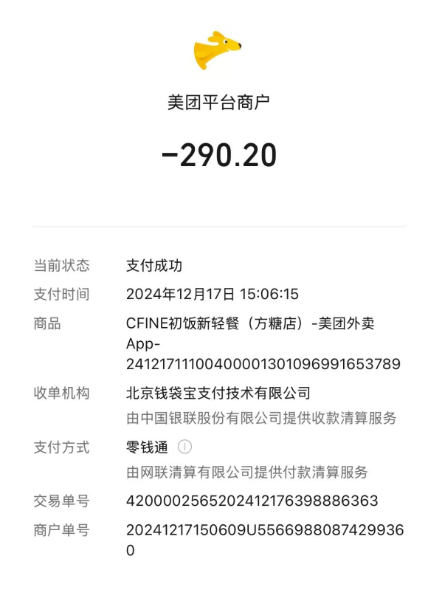 美团平台商户
-290.20
当前状态 支付成功
支付时间 2024年12月17日 15:06:15
商品 CFINE初饭新轻餐（方糖店）-美团外卖
App-
24121711100400001301096991653789
收单机构 北京钱袋宝支付技术有限公司
由中国银联股份有限公司提供收款清算服务
支付方式 零钱通
由网联清算有限公司提供付款清算服务
交易单号 4200002565202412176398886363
商户单号 20241217150609U5566988087429936
0